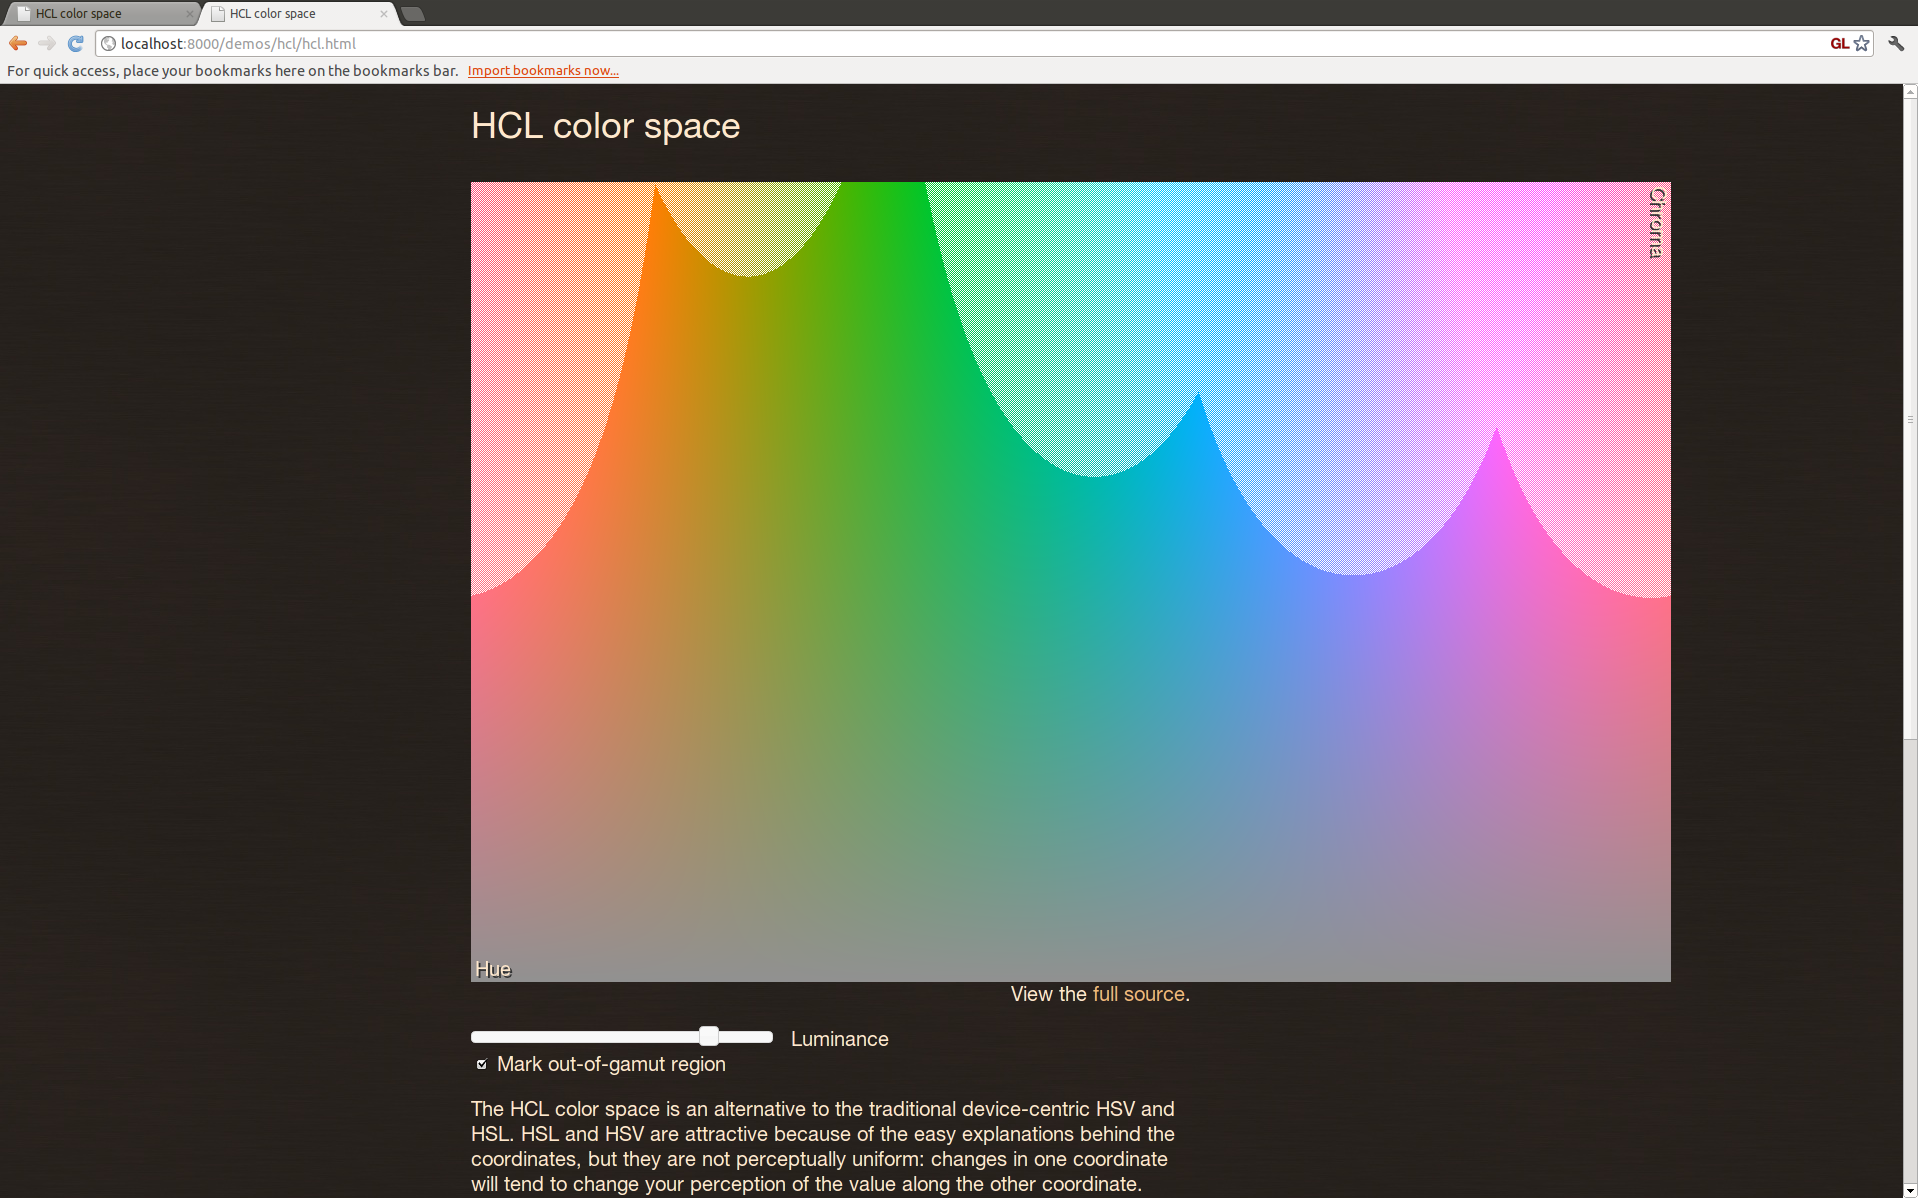 HCL color space
HCL color space
localhost:8000/demos/hcl/hcl.html
GL
For quick access, place your bookmarks here on the bookmarks bar. Import bookmarks now...
HCL color space
Chroma
Hue
View the full source.
Luminance
Mark out-of-gamut region
The HCL color space is an alternative to the traditional device-centric HSV and
HSL. HSL and HSV are attractive because of the easy explanations behind the
coordinates, but they are not perceptually uniform: changes in one coordinate
will tend to change your perception of the value along the other coordinate.